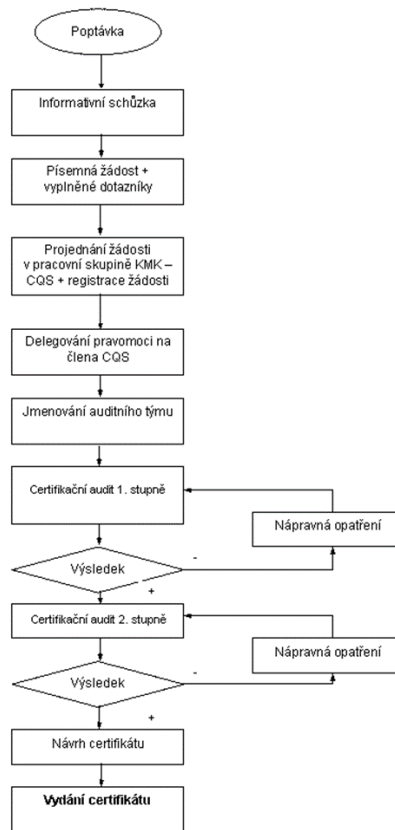 Poptávka
Informativní schůzka
Písemná žádost +
vyplněné dotazníky
Projednání žádosti
v pracovní skupině KMK –
CQS + registrace žádosti
Delegování pravomoci na
člena CQS
Jmenování auditního týmu
Certifikační audit 1. stupně
Nápravná opatření
-
Výsledek
+
Certifikační audit 2. stupně
Nápravná opatření
-
Výsledek
+
Návrh certifikátu
Vydání certifikátu